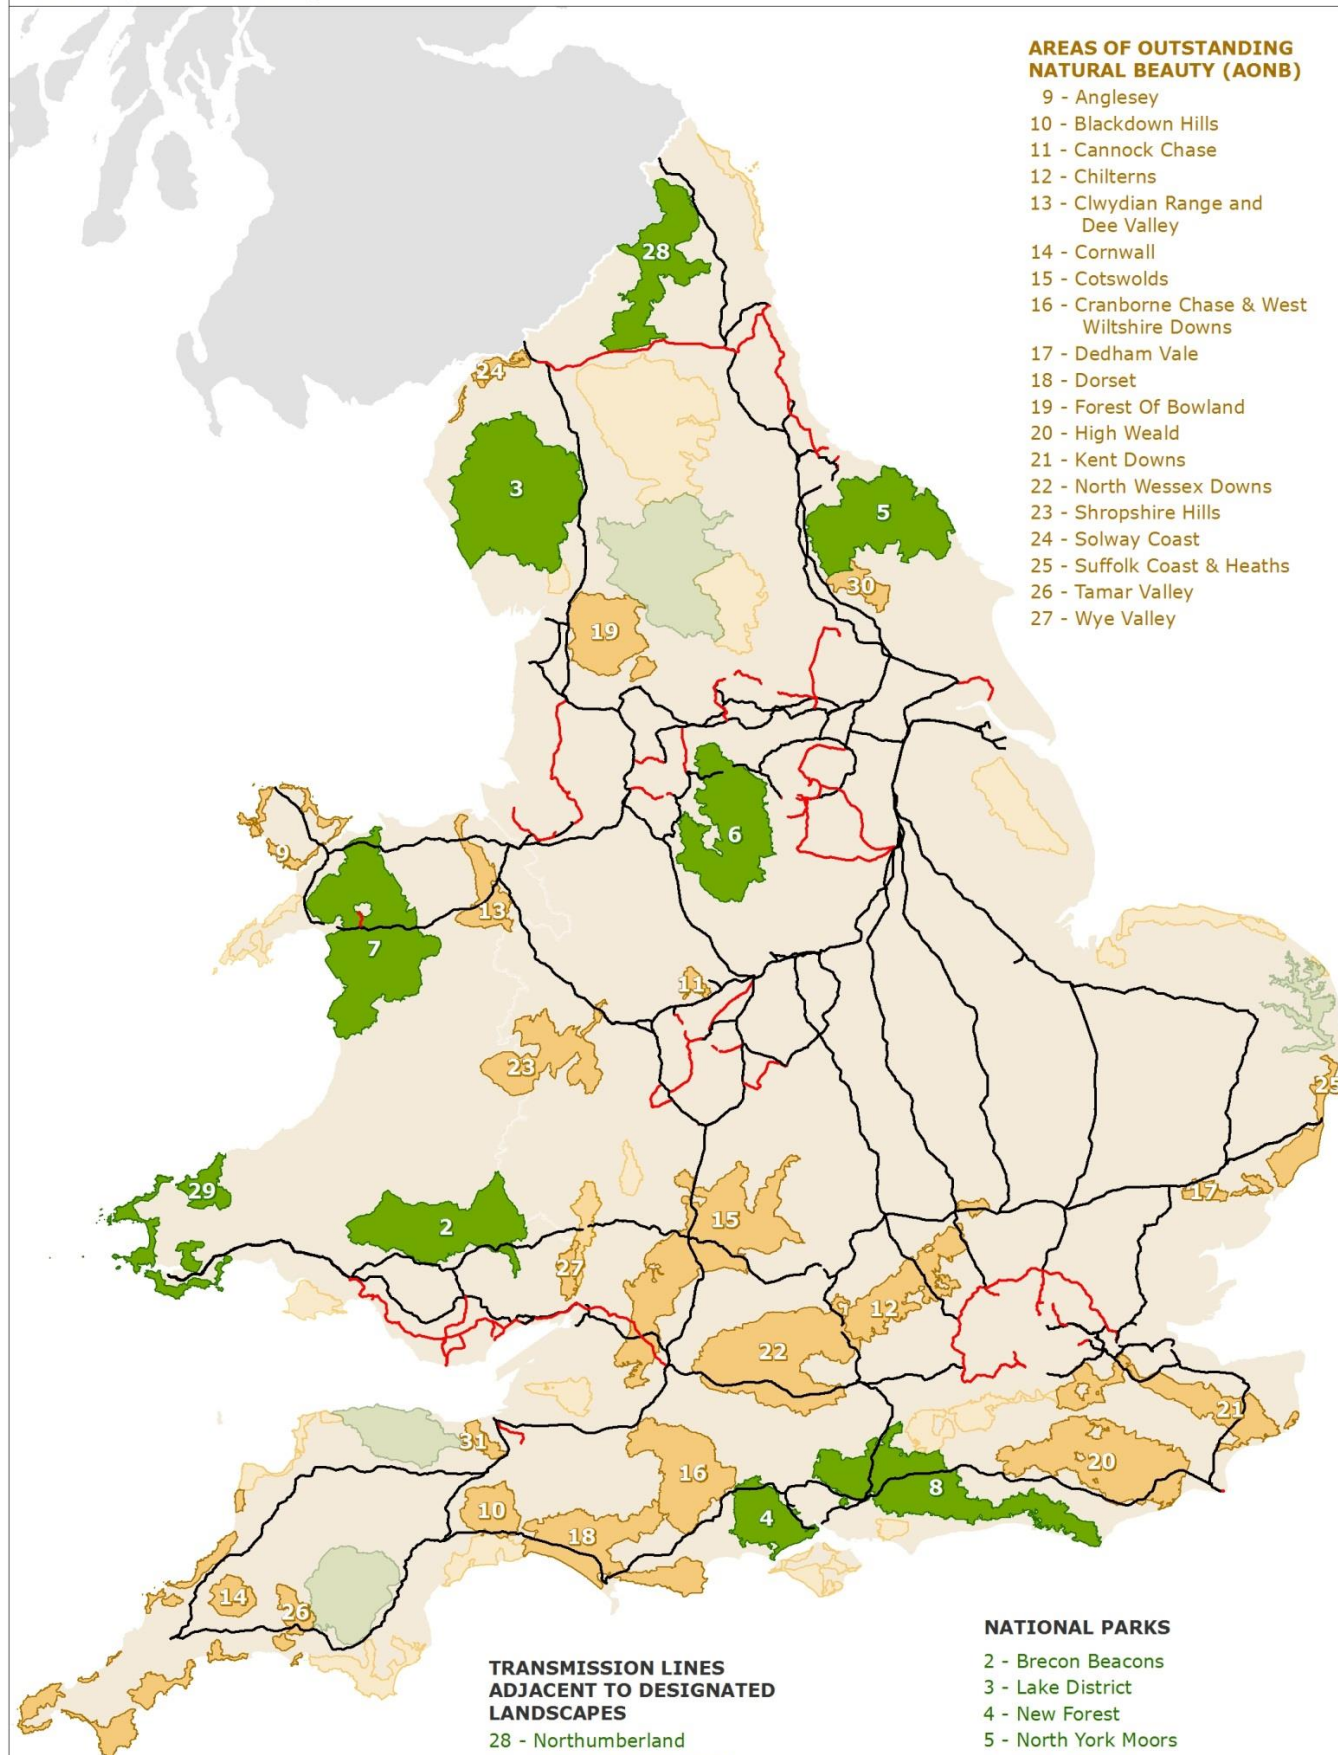 AREAS OF OUTSTANDING
NATURAL BEAUTY (AONB)
9 - Anglesey
10 - Blackdown Hills
11 - Cannock Chase
12 - Chilterns
13 - Clwydian Range and
Dee Valley
14 - Cornwall
15 - Cotswolds
16 - Cranborne Chase & West
Wiltshire Downs
17 - Dedham Vale
18 - Dorset
19 - Forest Of Bowland
20 - High Weald
21 - Kent Downs
22 - North Wessex Downs
23 - Shropshire Hills
24 - Solway Coast
25 - Suffolk Coast & Heaths
26 - Tamar Valley
27 - Wye Valley
28
24
3
5
30
19
6
9
13
7
11
23
25
29
2
15
17
27
12
22
21
31
16
20
8
10
4
18
14
26
TRANSMISSION LINES
ADJACENT TO DESIGNATED
LANDSCAPES
28 - Northumberland
NATIONAL PARKS
2 - Brecon Beacons
3 - Lake District
4 - New Forest
5 - North York Moors